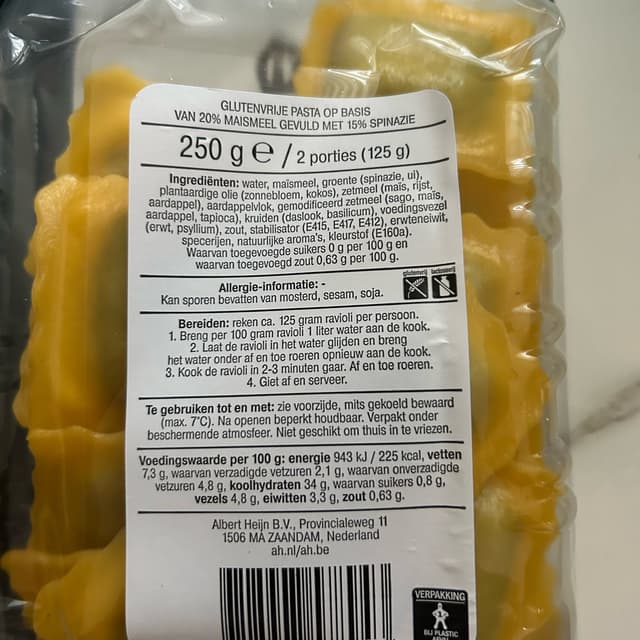 GLUTENVRIJE PASTA OP BASIS
VAN 20% MAISMEEL GEVULD MET 15% SPINAZIE
250 g e / 2 porties (125 g)
Ingrediënten: water, maïsmeel, groente (spinazie, ui),
plantaardige olie (zonnebloem, kokos), zetmeel (maïs, rijst,
aardappel), aardappelvlok, gemodificeerd zetmeel (sago, maïs,
aardappel, tapioca), kruiden (daslook, basilicum), voedingsvezel
(erwt, psyllium), zout, stabilisator (E415, E417, E412), erwteneiwit,
specerijen, natuurlijke aroma's, kleurstof (E160a).
Waarvan toegevoegde suikers 0 g per 100 g en
waarvan toegevoegd zout 0,63 g per 100 g.
glutenvrij lactosevrij
Allergie-informatie: -
Kan sporen bevatten van mosterd, sesam, soja.
Bereiden: reken ca. 125 gram ravioli per persoon.
1. Breng per 100 gram ravioli 1 liter water aan de kook.
2. Laat de ravioli in het water glijden en breng
het water onder af en toe roeren opnieuw aan de kook.
3. Kook de ravioli in 2-3 minuten gaar. Af en toe roeren.
4. Giet af en serveer.
Te gebruiken tot en met: zie voorzijde, mits gekoeld bewaard
(max. 7°C). Na openen beperkt houdbaar. Verpakt onder
beschermende atmosfeer. Niet geschikt om thuis in te vriezen.
Voedingswaarde per 100 g: energie 943 kJ / 225 kcal, vetten
7,3 g, waarvan verzadigde vetzuren 2,1 g, waarvan onverzadigde
vetzuren 4,8 g, koolhydraten 34 g, waarvan suikers 0,8 g,
vezels 4,8 g, eiwitten 3,3 g, zout 0,63 g.
Albert Heijn B.V., Provincialeweg 11
1506 MA ZAANDAM, Nederland
ah.nl/ah.be
VERPAKKING
BIJ PLASTIC